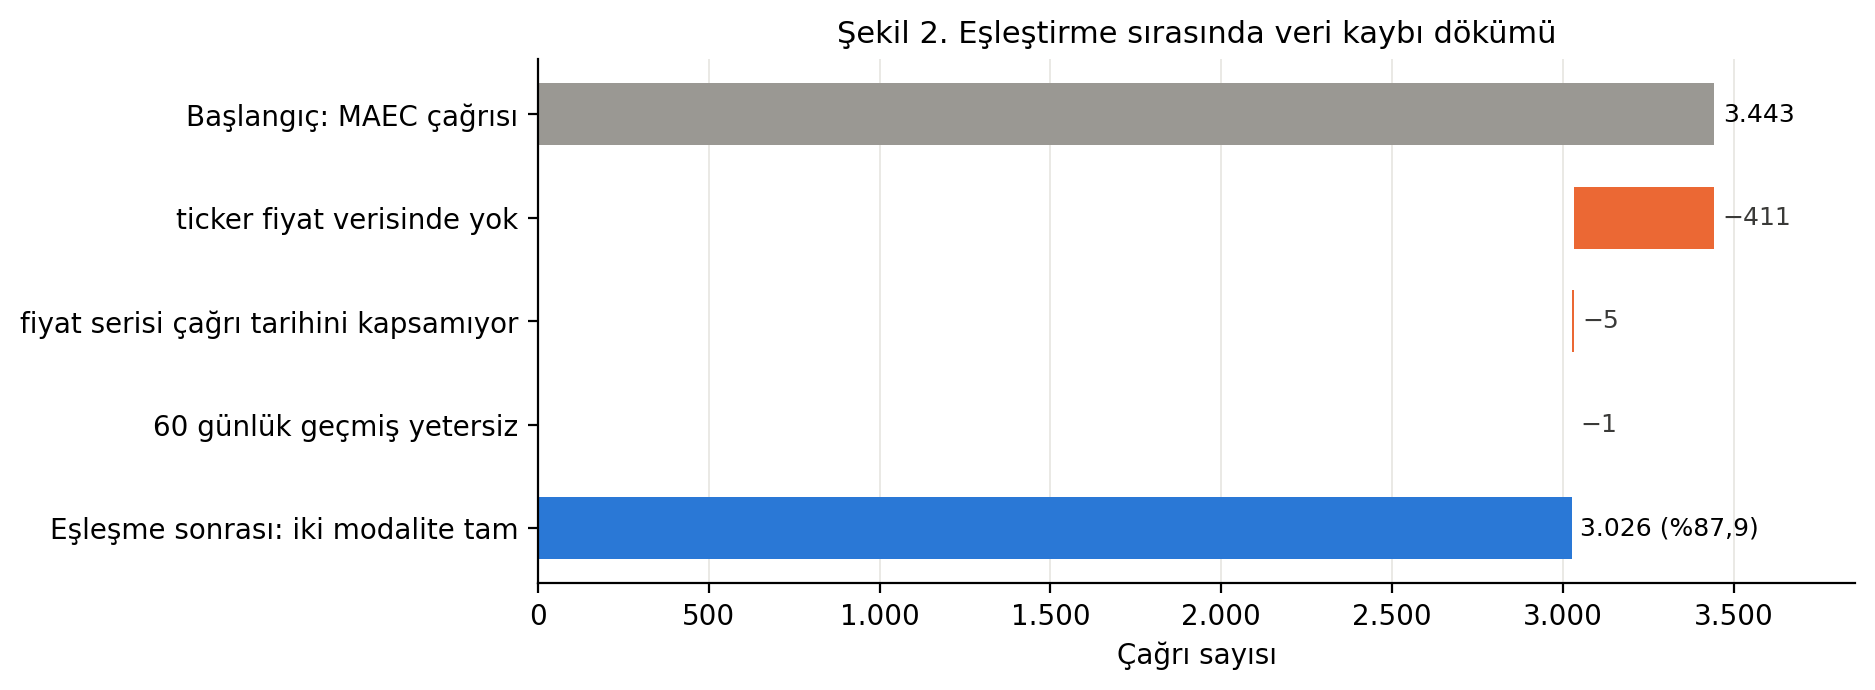 Şekil 2. Eşleştirme sırasında veri kaybı dökümü
Başlangıç: MAEC çağrısı
3.443
ticker fiyat verisinde yok
−411
fiyat serisi çağrı tarihini kapsamıyor
−5
60 günlük geçmiş yetersiz
−1
Eşleşme sonrası: iki modalite tam
3.026 (%87,9)
0 500 1.000 1.500 2.000 2.500 3.000 3.500
Çağrı sayısı